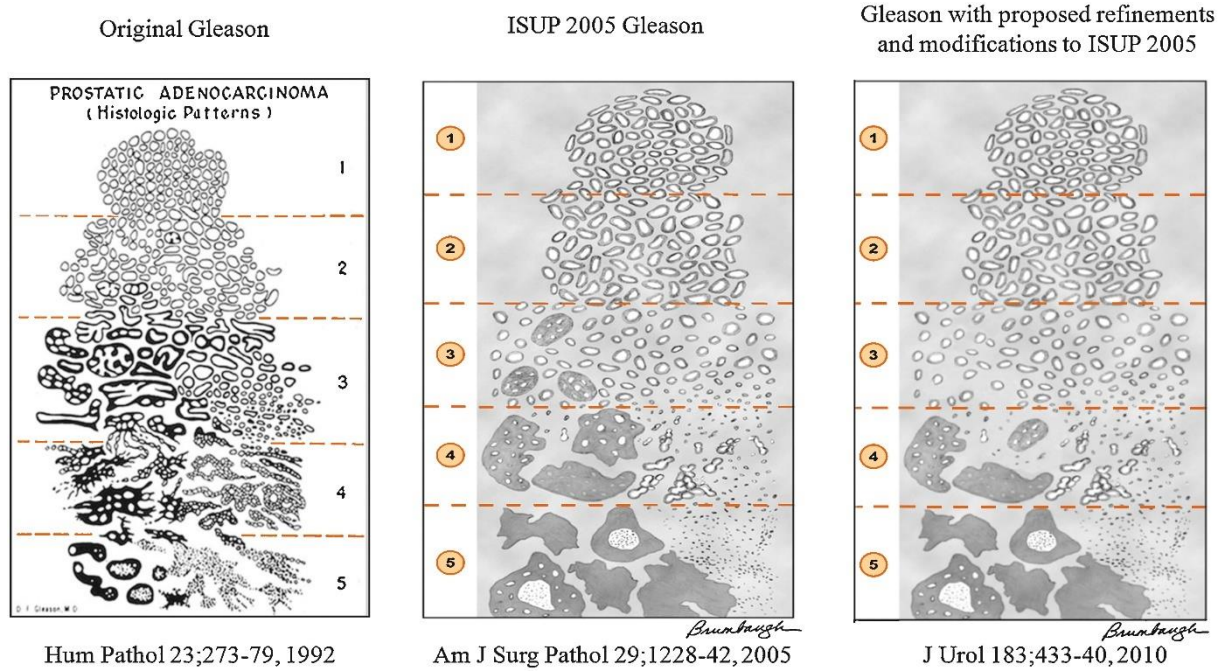 Original Gleason
ISUP 2005 Gleason
Gleason with proposed refinements
and modifications to ISUP 2005
PROSTATIC ADENOCARCINOMA
( Histologic Patterns )
1
2
3
4
5
D. F. Gleason, M.D.
1
2
3
4
5
Brumbaugh
1
2
3
4
5
Brumbaugh
Hum Pathol 23;273-79, 1992
Am J Surg Pathol 29;1228-42, 2005
J Urol 183;433-40, 2010